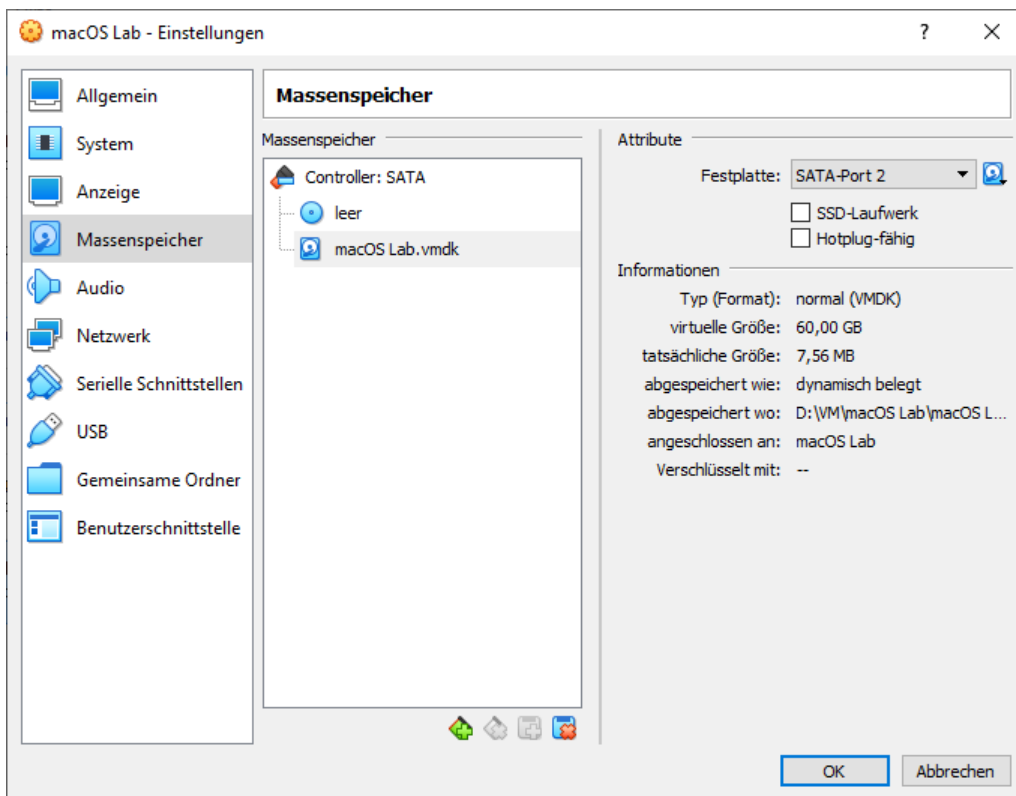 macOS Lab - Einstellungen
?
Allgemein
System
Anzeige
Massenspeicher
Audio
Netzwerk
Serielle Schnittstellen
USB
Gemeinsame Ordner
Benutzerschnittstelle
Massenspeicher
Massenspeicher
Controller: SATA
leer
macOS Lab.vmdk
Attribute
Festplatte: SATA-Port 2
SSD-Laufwerk
Hotplug-fähig
Informationen
Typ (Format): normal (VMDK)
virtuelle Größe: 60,00 GB
tatsächliche Größe: 7,56 MB
abgespeichert wie: dynamisch belegt
abgespeichert wo: D:\VM\macOS Lab\macOS L...
angeschlossen an: macOS Lab
Verschlüsselt mit: --
OK
Abbrechen